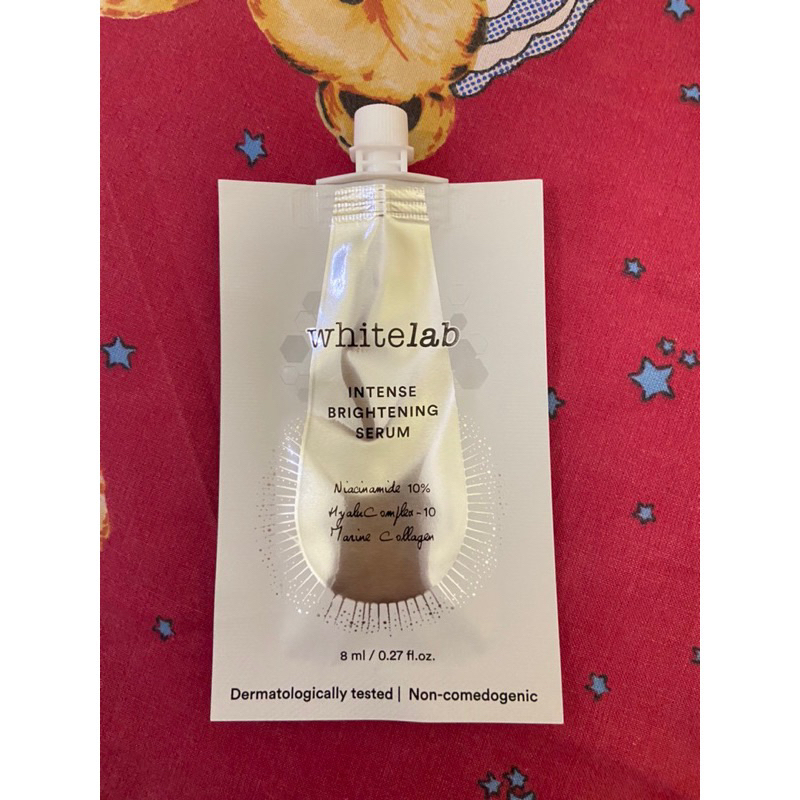 whitelab
INTENSE
BRIGHTENING
SERUM
Niacinamide 10%
HyaluComplex-10
Marine Collagen
8 ml / 0.27 fl.oz.
Dermatologically tested | Non-comedogenic